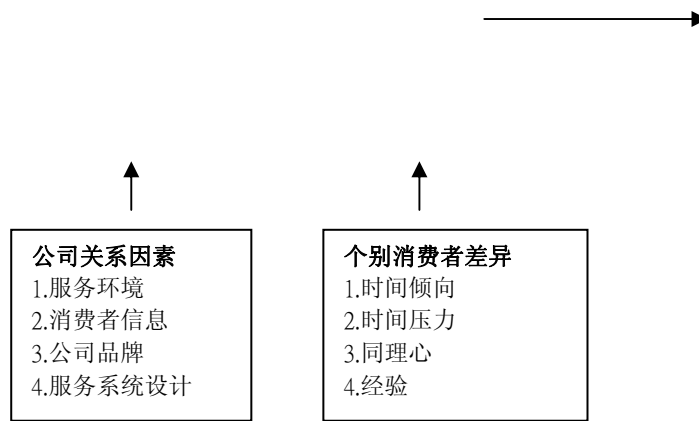 公司关系因素
1.服务环境
2.消费者信息
3.公司品牌
4.服务系统设计
个别消费者差异
1.时间倾向
2.时间压力
3.同理心
4.经验